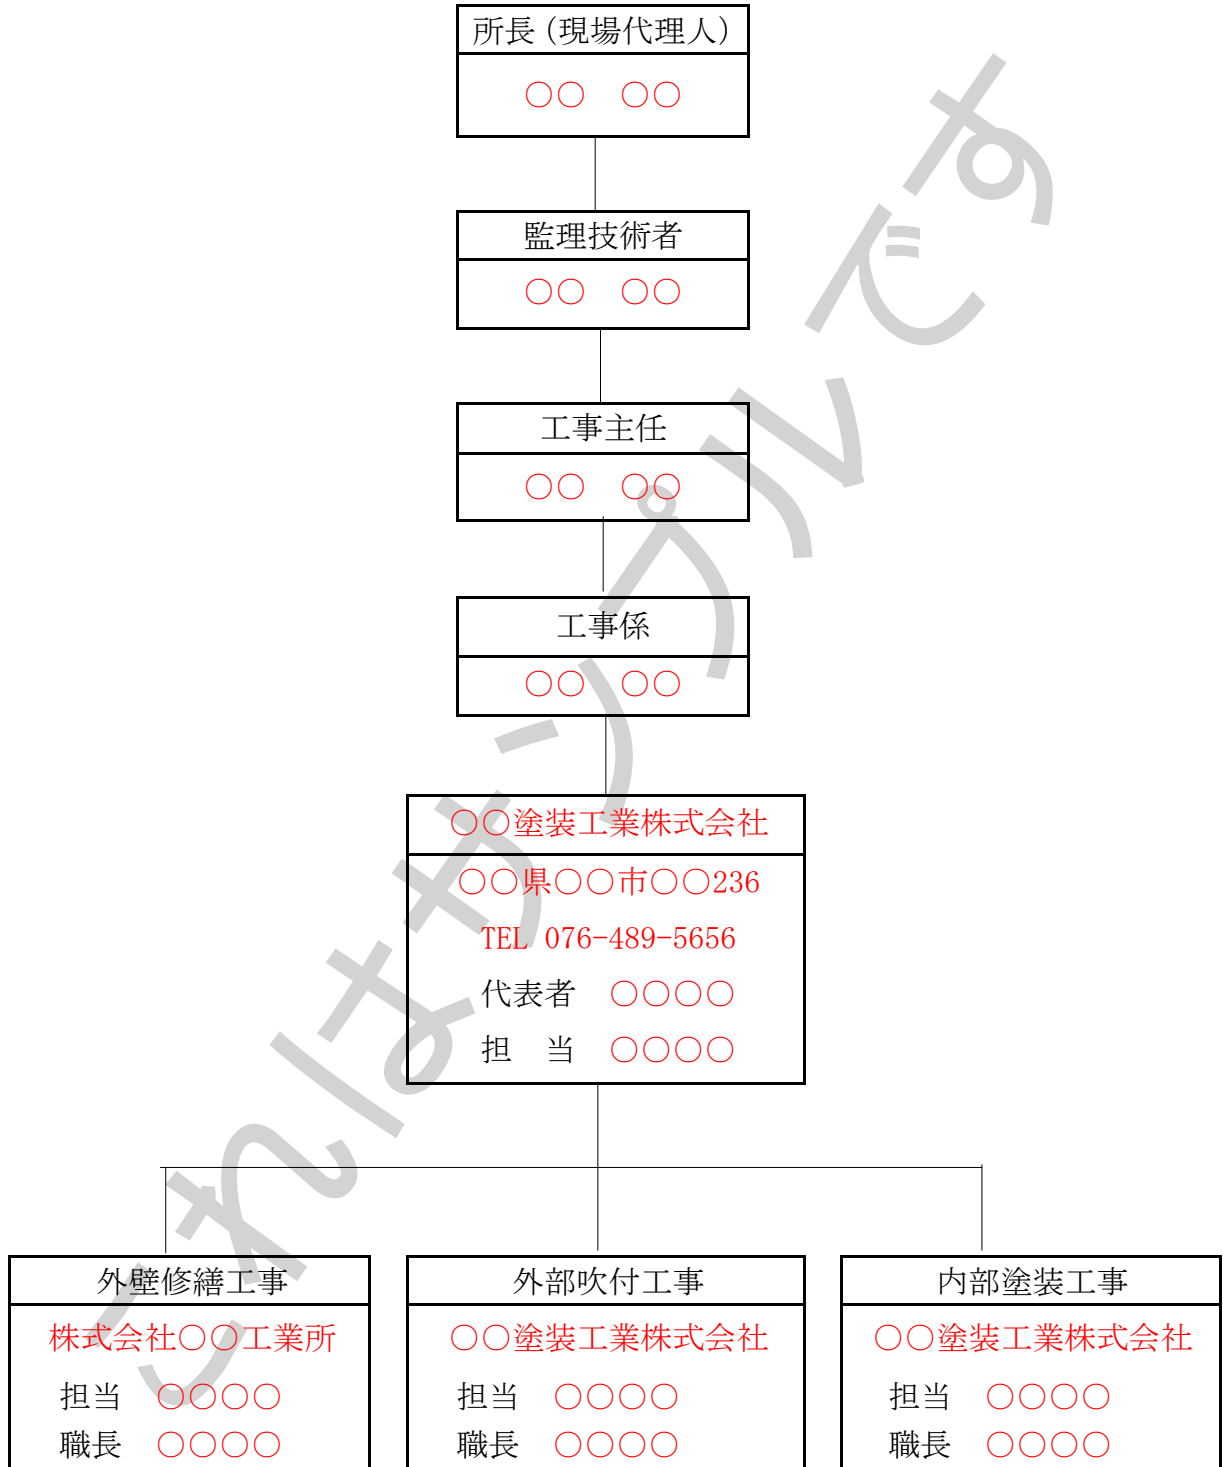 所長(現場代理人)
○○　○○
監理技術者
○○　○○
工事主任
○○　○○
工事係
○○　○○
○○塗装工業株式会社
○○県○○市○○236
TEL 076-489-5656
代表者　○○○○
担　当　○○○○
外壁修繕工事
株式会社○○工業所
担当　○○○○
職長　○○○○
外部吹付工事
○○塗装工業株式会社
担当　○○○○
職長　○○○○
内部塗装工事
○○塗装工業株式会社
担当　○○○○
職長　○○○○
これはサンプルです